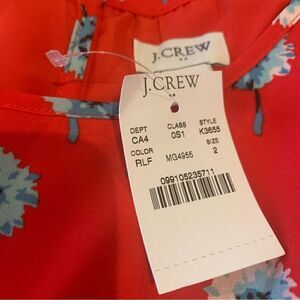 J.CREW
J.CREW
DEPT CLASS STYLE
CA4 0S1 K3655
COLOR SIZE
RLF MG4955 2
099105235711